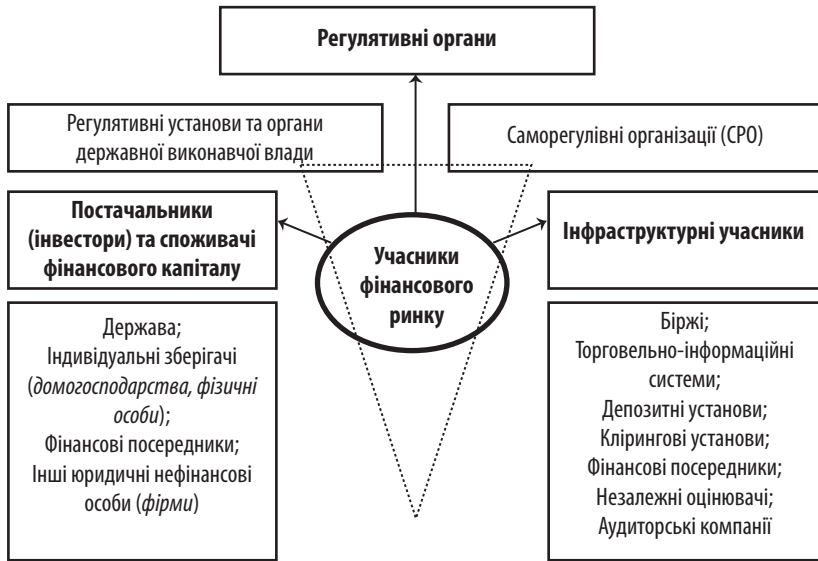 Регулятивні органи
Регулятивні установи та органи
державної виконавчої влади
Саморегулівні організації (СРО)
Постачальники
(інвестори) та споживачі
фінансового капіталу
Учасники
фінансового
ринку
Інфраструктурні учасники
Держава;
Індивідуальні зберігачі
(домогосподарства, фізичні
особи);
Фінансові посередники;
Інші юридичні нефінансові
особи (фірми)
Біржі;
Торговельно-інформаційні
системи;
Депозитні установи;
Клірингові установи;
Фінансові посередники;
Незалежні оцінювачі;
Аудиторські компанії